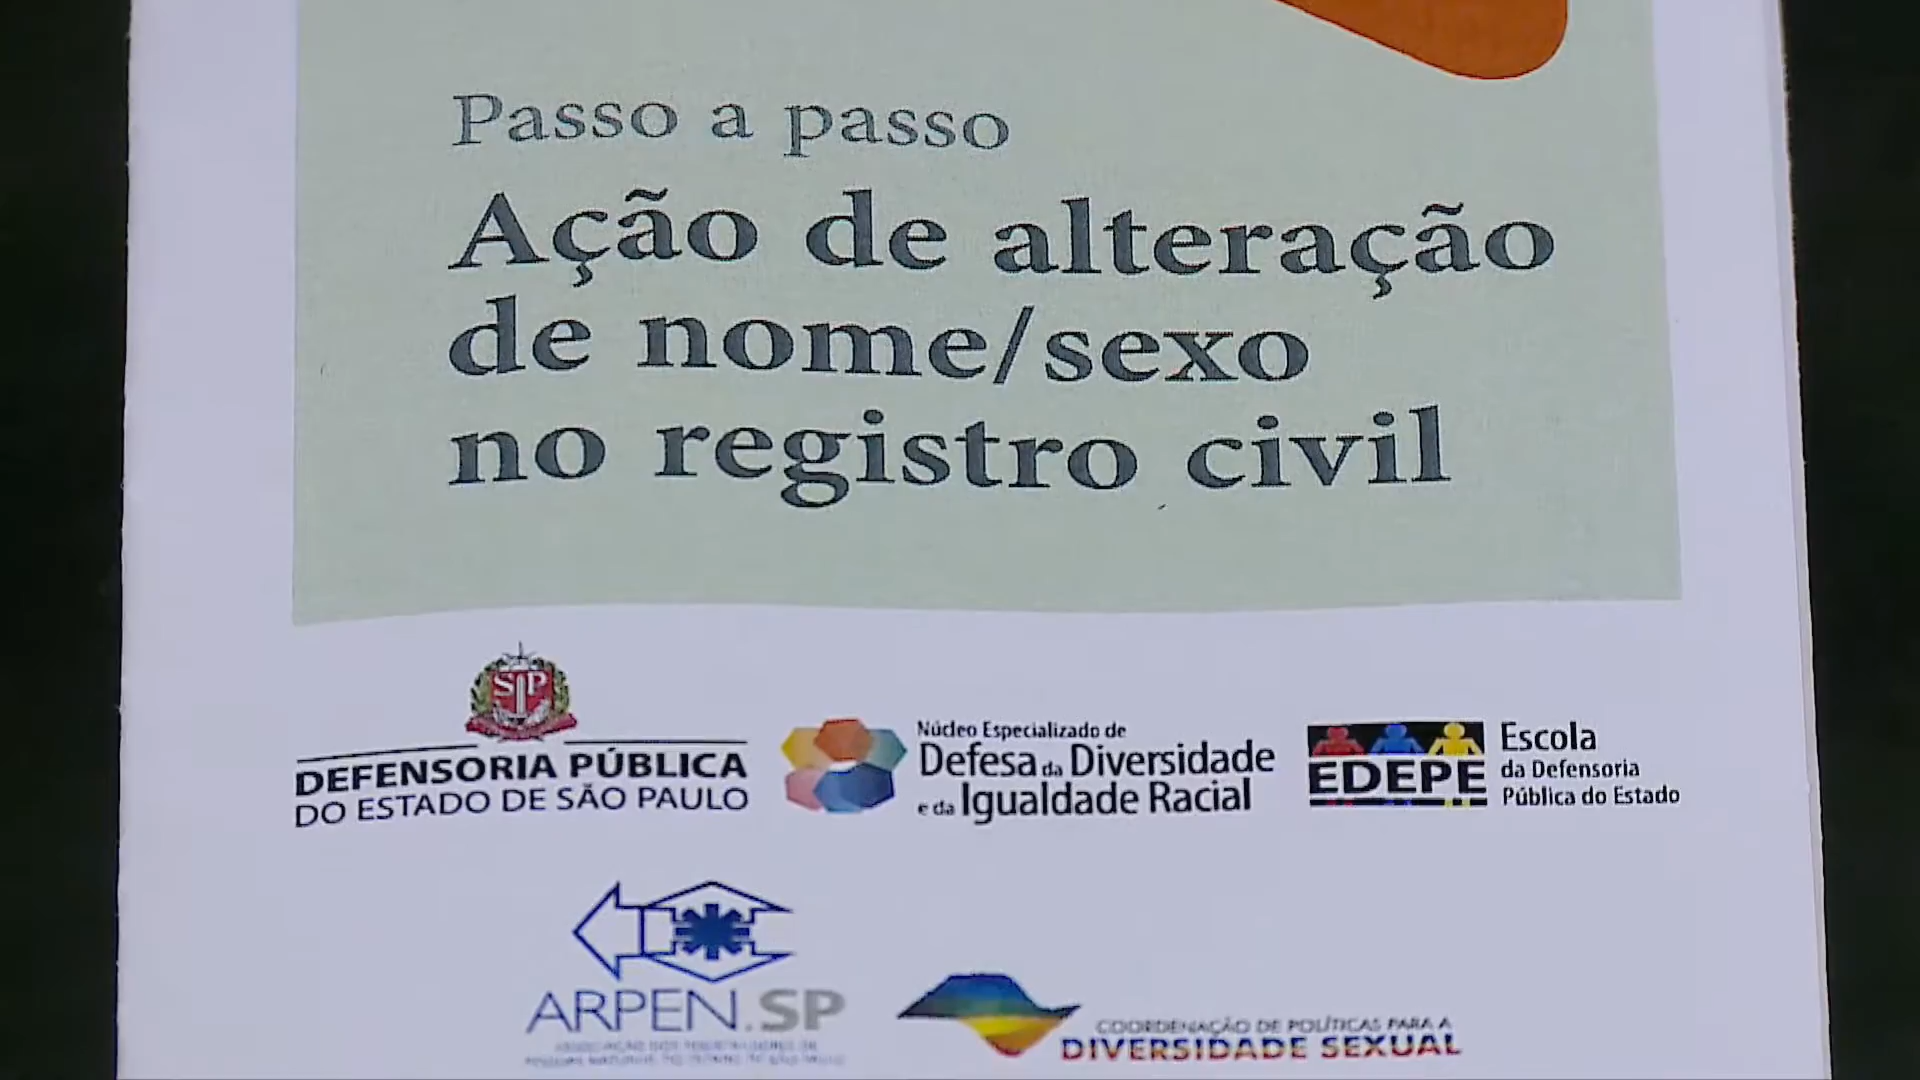 Passo a passo
Ação de alteração
de nome/sexo
no registro civil
SP
DEFENSORIA PÚBLICA
DO ESTADO DE SÃO PAULO
Núcleo Especializado de
Defesa da Diversidade
e da Igualdade Racial
EDEPE
Escola
da Defensoria
Pública do Estado
ARPEN.SP
COORDENAÇÃO DE POLÍTICAS PARA A
DIVERSIDADE SEXUAL